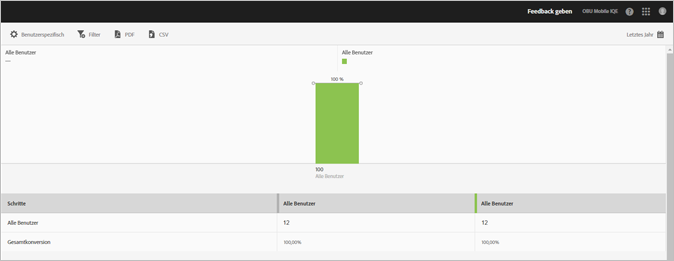 Feedback geben OBU Mobile IQE
Benutzerspezifisch Filter PDF CSV Letztes Jahr
Alle Benutzer Alle Benutzer
—
100 %
100
Alle Benutzer
Schritte Alle Benutzer Alle Benutzer
Alle Benutzer 12 12
Gesamtkonversion 100,00% 100,00%